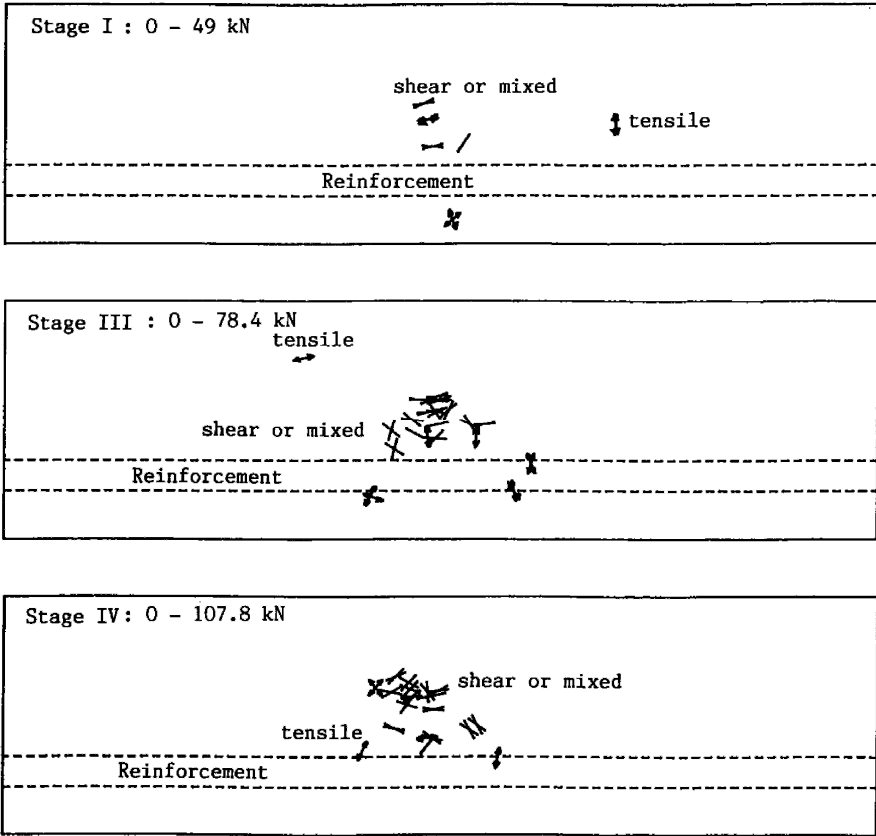 Stage I : 0 - 49 kN
shear or mixed
tensile
Reinforcement
Stage III : 0 - 78.4 kN
tensile
shear or mixed
Reinforcement
Stage IV : 0 - 107.8 kN
shear or mixed
tensile
Reinforcement